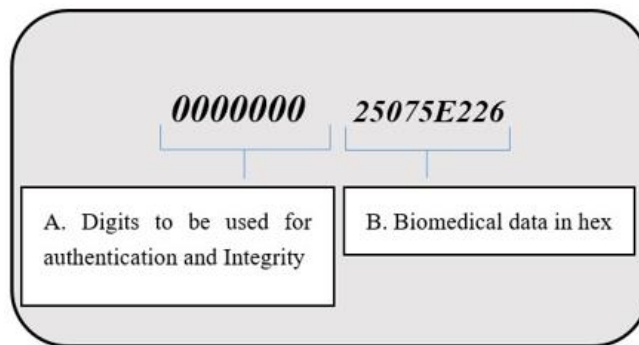 0000000 25075E226
A. Digits to be used for
authentication and Integrity
B. Biomedical data in hex